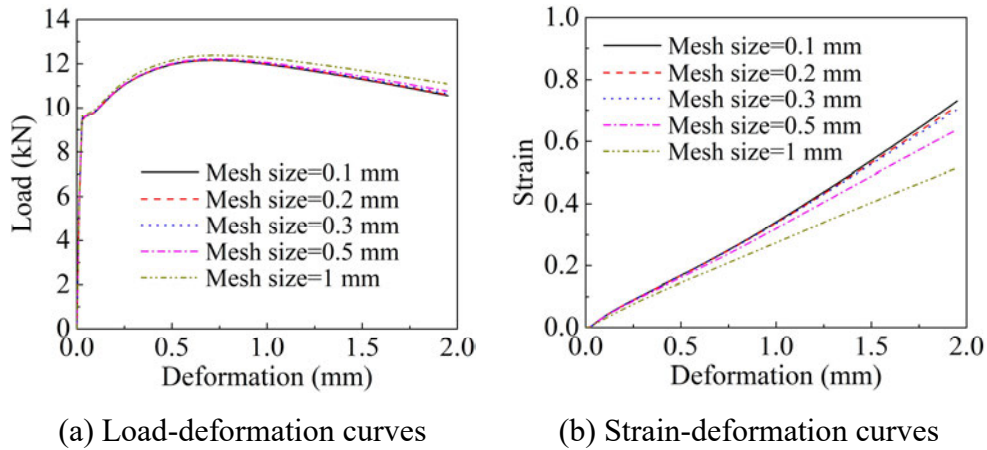 14
12
10
8
6
4
2
0
Load (kN)
Mesh size=0.1 mm
Mesh size=0.2 mm
Mesh size=0.3 mm
Mesh size=0.5 mm
Mesh size=1 mm
0.0 0.5 1.0 1.5 2.0
Deformation (mm)
(a) Load-deformation curves
1.0
0.8
0.6
0.4
0.2
0.0
Strain
Mesh size=0.1 mm
Mesh size=0.2 mm
Mesh size=0.3 mm
Mesh size=0.5 mm
Mesh size=1 mm
0.0 0.5 1.0 1.5 2.0
Deformation (mm)
(b) Strain-deformation curves